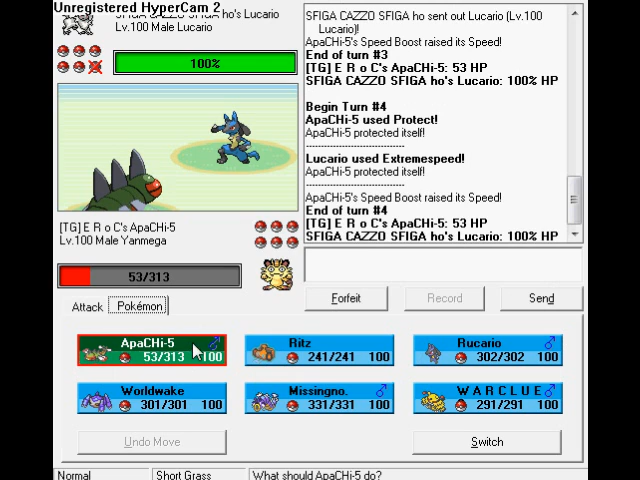 Unregistered HyperCam 2
SFIGA CAZZO SFIGA ho's Lucario
Lv.100 Male Lucario
100%
[TG] E R o C's ApaCHi-5
Lv.100 Male Yanmega
53/313
SFIGA CAZZO SFIGA ho sent out Lucario (Lv.100
Lucario)!
ApaCHi-5's Speed Boost raised its Speed!
End of turn #3
[TG] E R o C's ApaCHi-5: 53 HP
SFIGA CAZZO SFIGA ho's Lucario: 100% HP
Begin Turn #4
ApaCHi-5 used Protect!
ApaCHi-5 protected itself!
------------------------------
Lucario used Extremespeed!
ApaCHi-5 protected itself!
------------------------------
ApaCHi-5's Speed Boost raised its Speed!
End of turn #4
[TG] E R o C's ApaCHi-5: 53 HP
SFIGA CAZZO SFIGA ho's Lucario: 100% HP
Forfeit
Record
Send
Attack
Pokémon
ApaCHi-5 ♂
53/313 100
Ritz
241/241 100
Rucario ♂
302/302 100
Worldwake
301/301 100
Missingno. ♂
331/331 100
W A R C L U E ♂
291/291 100
Undo Move
Switch
Normal
Short Grass
What should ApaCHi-5 do?